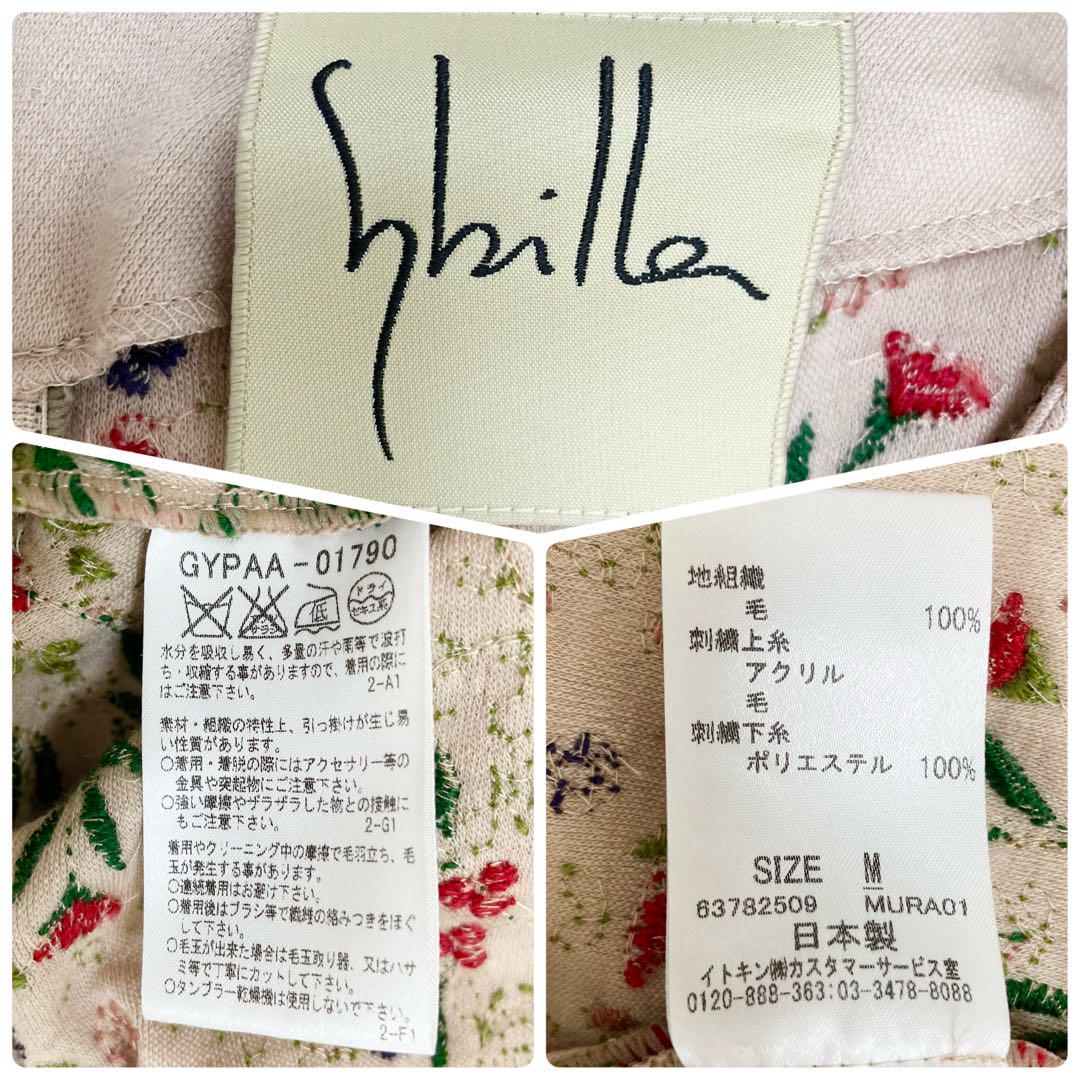 Sybilla
GYPAA-01790
サラシ
低
ドライ
セキユ系
水分を吸収し易く、多量の汗や雨等で波打
ち・収縮する事がありますので、着用の際に
はご注意下さい。
2-A1
素材・組織の特性上、引っ掛けが生じ易
い性質があります。
○着用・着脱の際にはアクセサリー等の
金具や突起物にご注意下さい。
○強い摩擦やザラザラした物との接触に
もご注意下さい。
2-G1
着用やクリーニング中の摩擦で毛羽立ち、毛
玉が発生する事があります。
○連続着用はお避け下さい。
○着用後はブラシ等で繊維の絡みつきをほぐ
して下さい。
○毛玉が出来た場合は毛玉取り器、又はハサ
ミ等で丁寧にカットして下さい。
○タンブラー乾燥機は使用しないで下さい。
2-F1
地組織
毛 100%
刺繍上糸
アクリル
毛
刺繍下糸
ポリエステル 100%
SIZE M
63782509 MURA01
日本製
イトキン㈱カスタマーサービス室
0120-888-363:03-3478-8088